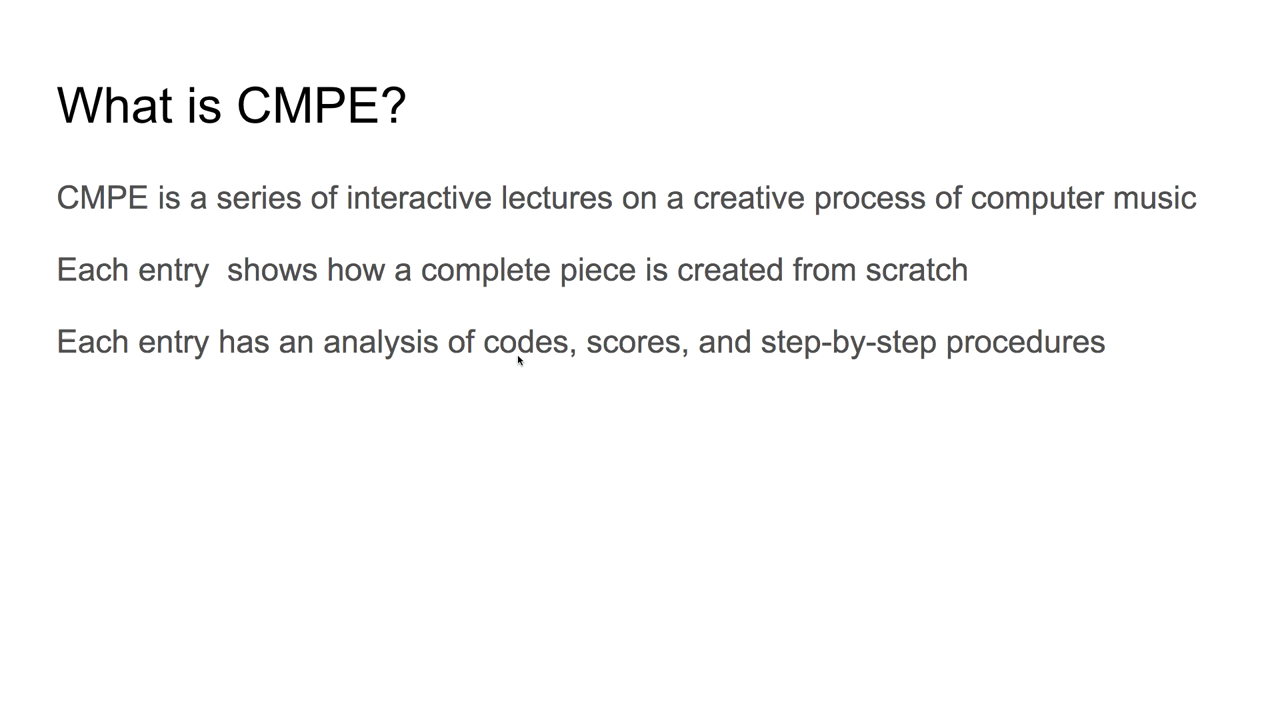 What is CMPE?
CMPE is a series of interactive lectures on a creative process of computer music
Each entry  shows how a complete piece is created from scratch
Each entry has an analysis of codes, scores, and step-by-step procedures